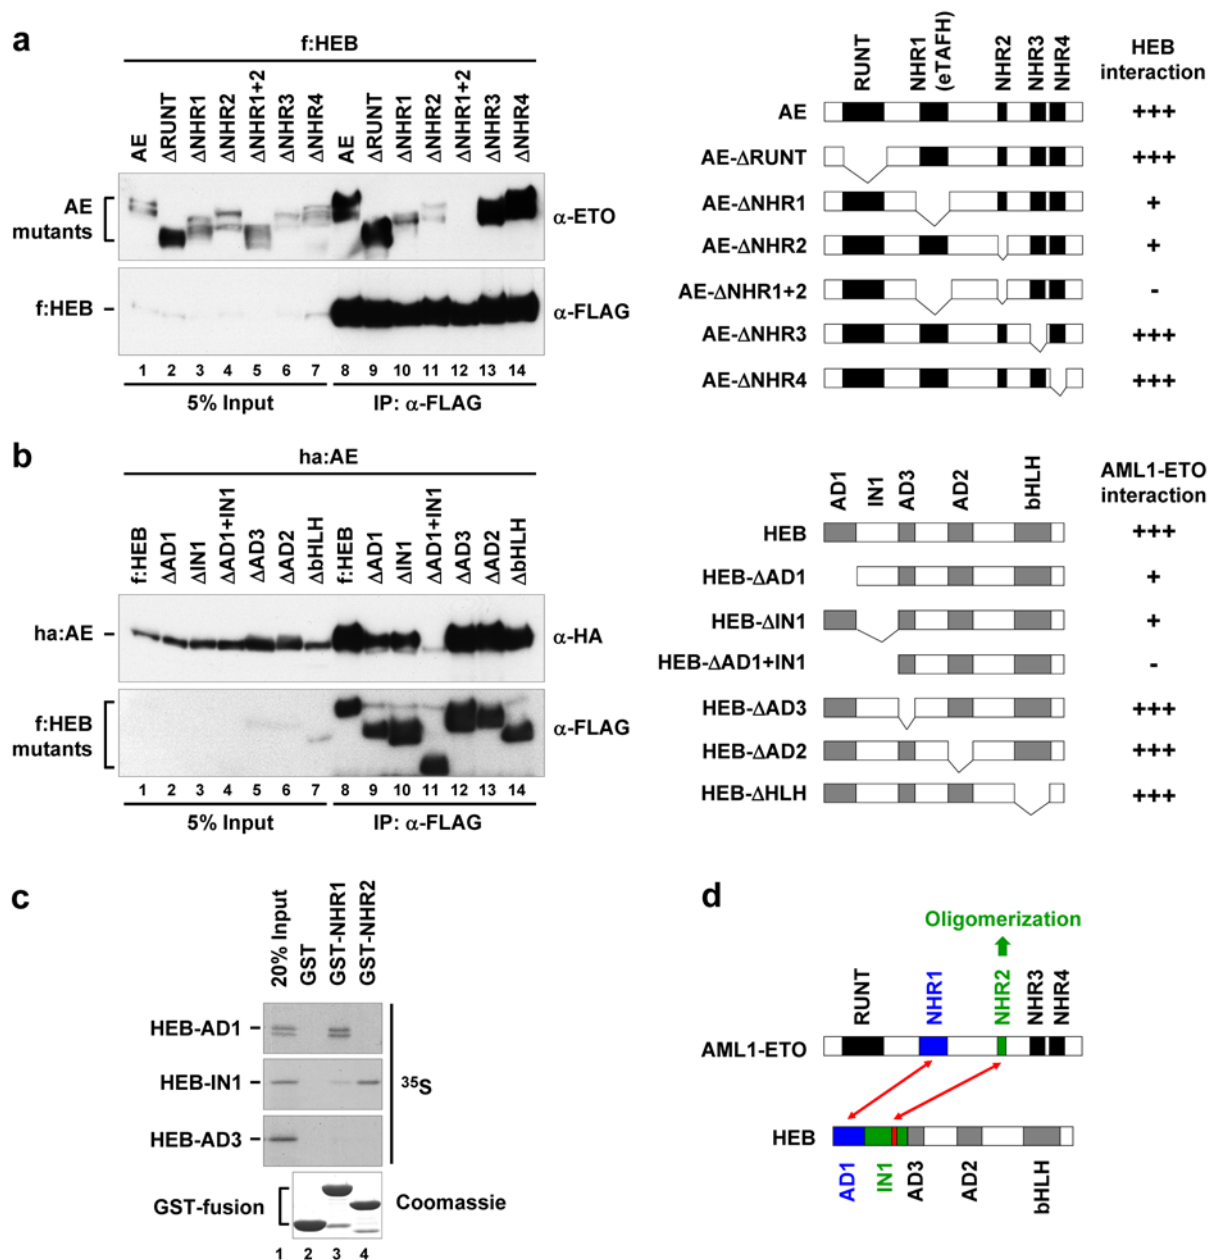 a
f:HEB
AE ΔRUNT ΔNHR1 ΔNHR2 ΔNHR1+2 ΔNHR3 ΔNHR4 AE ΔRUNT ΔNHR1 ΔNHR2 ΔNHR1+2 ΔNHR3 ΔNHR4
AE mutants
α-ETO
f:HEB
α-FLAG
1 2 3 4 5 6 7 8 9 10 11 12 13 14
5% Input IP: α-FLAG
RUNT NHR1 (eTAFH) NHR2 NHR3 NHR4
HEB interaction
AE +++
AE-ΔRUNT +++
AE-ΔNHR1 +
AE-ΔNHR2 +
AE-ΔNHR1+2 -
AE-ΔNHR3 +++
AE-ΔNHR4 +++
b
ha:AE
f:HEB ΔAD1 ΔIN1 ΔAD1+IN1 ΔAD3 ΔAD2 ΔbHLH f:HEB ΔAD1 ΔIN1 ΔAD1+IN1 ΔAD3 ΔAD2 ΔbHLH
ha:AE
α-HA
f:HEB mutants
α-FLAG
1 2 3 4 5 6 7 8 9 10 11 12 13 14
5% Input IP: α-FLAG
AD1 IN1 AD3 AD2 bHLH
AML1-ETO interaction
HEB +++
HEB-ΔAD1 +
HEB-ΔIN1 +
HEB-ΔAD1+IN1 -
HEB-ΔAD3 +++
HEB-ΔAD2 +++
HEB-ΔHLH +++
c
20% Input GST GST-NHR1 GST-NHR2
HEB-AD1
HEB-IN1
HEB-AD3
³⁵S
GST-fusion
Coomassie
1 2 3 4
d
Oligomerization
RUNT NHR1 NHR2 NHR3 NHR4
AML1-ETO
HEB
AD1 IN1 AD3 AD2 bHLH